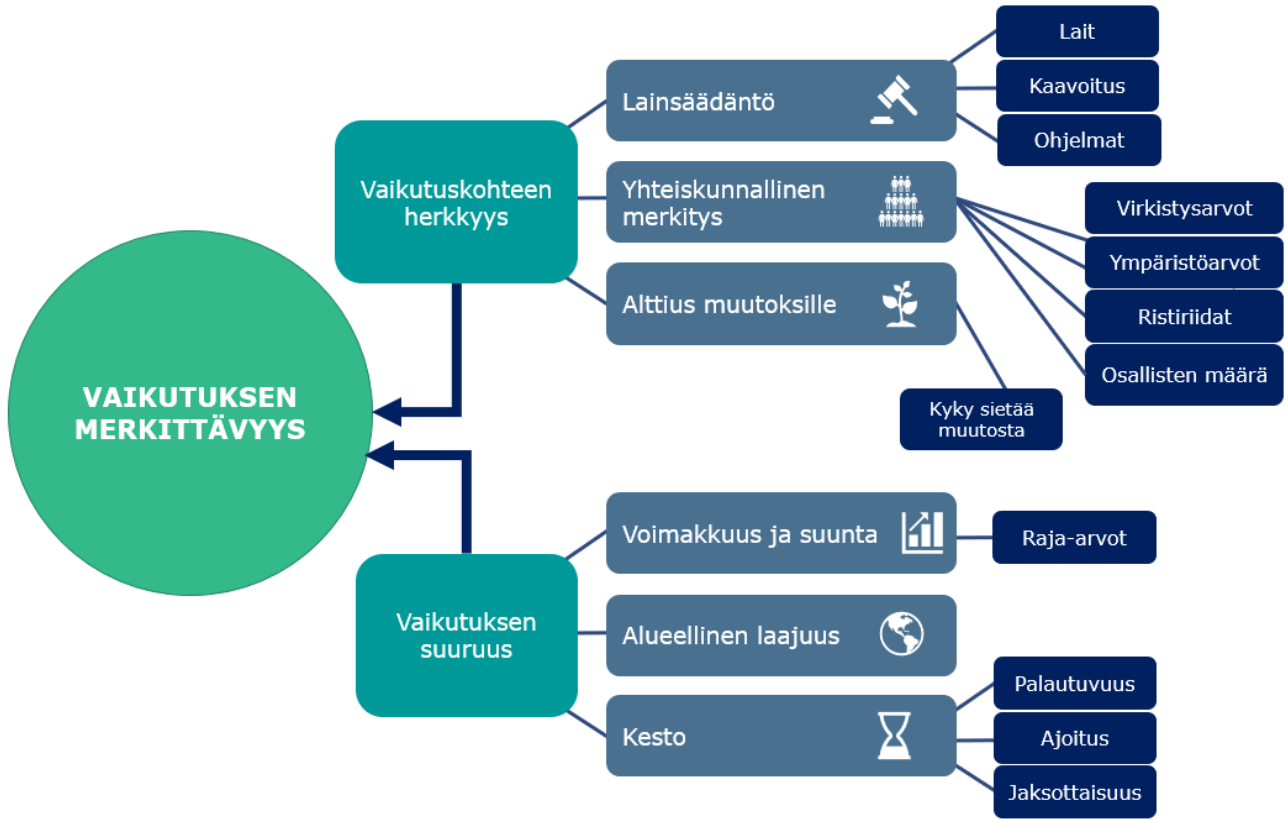 VAIKUTUKSEN
MERKITTÄVYYS
Vaikutuskohteen
herkkyys
Lainsäädäntö
Lait
Kaavoitus
Ohjelmat
Yhteiskunnallinen
merkitys
Virkistysarvot
Ympäristöarvot
Ristiriidat
Osallisten määrä
Alttius muutoksille
Kyky sietää
muutosta
Vaikutuksen
suuruus
Voimakkuus ja suunta
Raja-arvot
Alueellinen laajuus
Kesto
Palautuvuus
Ajoitus
Jaksottaisuus